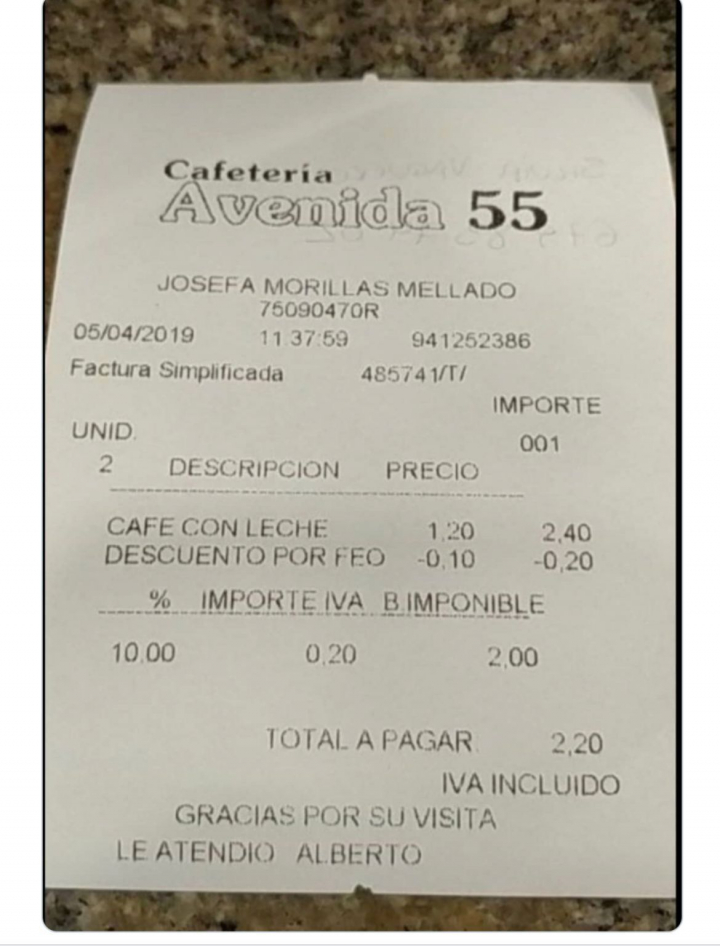 Cafetería
Avenida 55
JOSEFA MORILLAS MELLADO
75090470R
05/04/2019 11:37:59 941252386
Factura Simplificada 485741/T/
IMPORTE
UNID. 001
2 DESCRIPCION PRECIO
CAFE CON LECHE 1,20 2,40
DESCUENTO POR FEO -0,10 -0,20
% IMPORTE IVA B.IMPONIBLE
10,00 0,20 2,00
TOTAL A PAGAR 2,20
IVA INCLUIDO
GRACIAS POR SU VISITA
LE ATENDIO ALBERTO